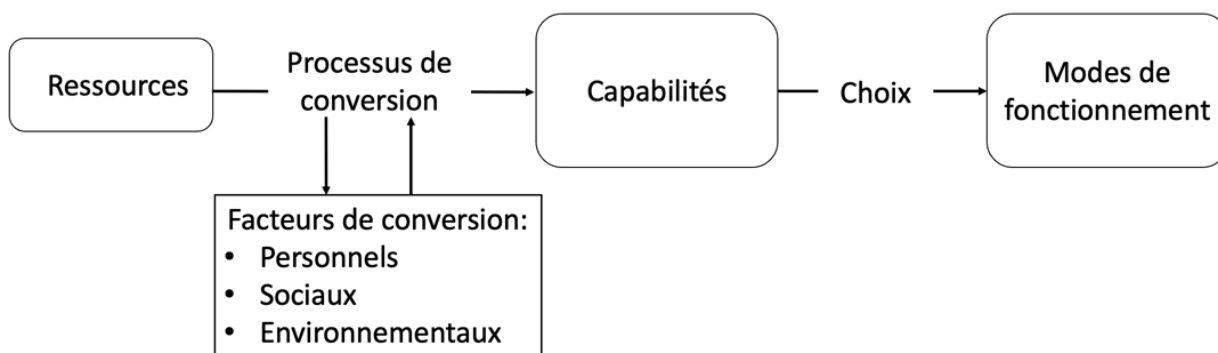 Ressources
Processus de
conversion
Capabilités
Choix
Modes de
fonctionnement
Facteurs de conversion:
• Personnels
• Sociaux
• Environnementaux